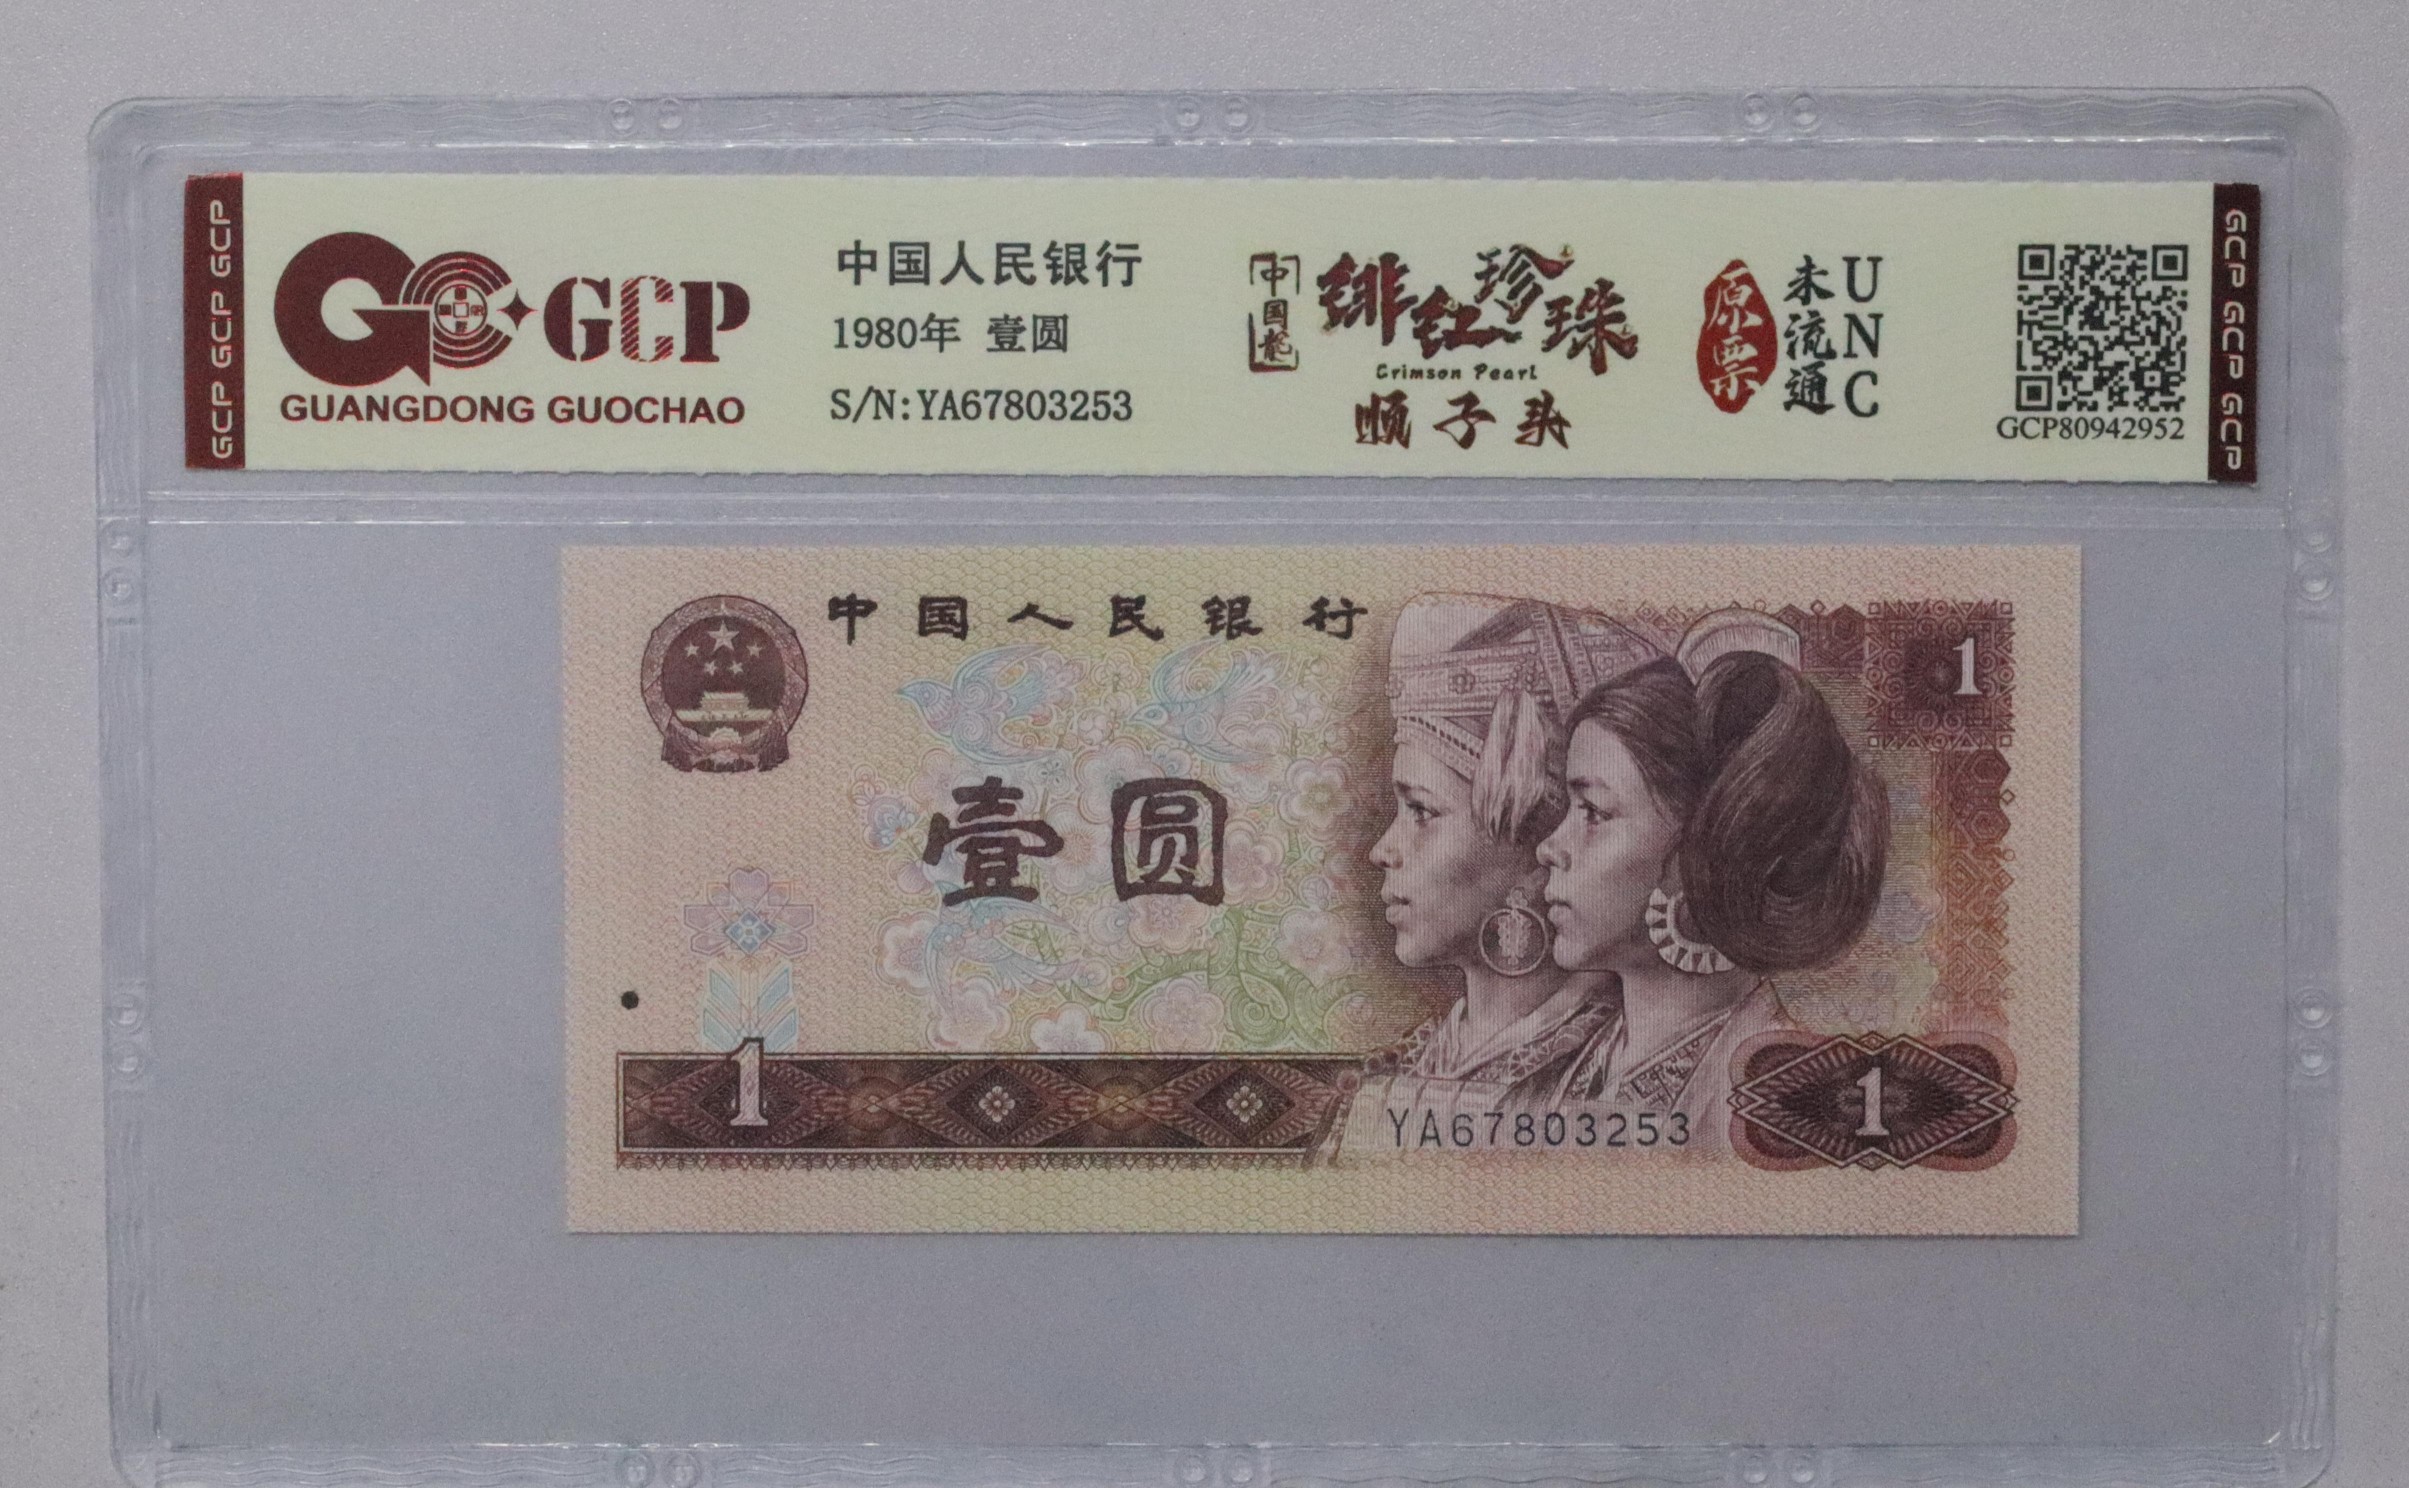 GCP GCP GCP
GCP
GUANGDONG GUOCHAO
中国人民银行
1980年 壹圆
S/N:YA67803253
中国龙
绯红珍珠
Crimson Pearl
顺子头
原票
未流通
UNC
GCP80942952
GCP GCP GCP
中国人民银行
1
壹圆
1
YA67803253
1